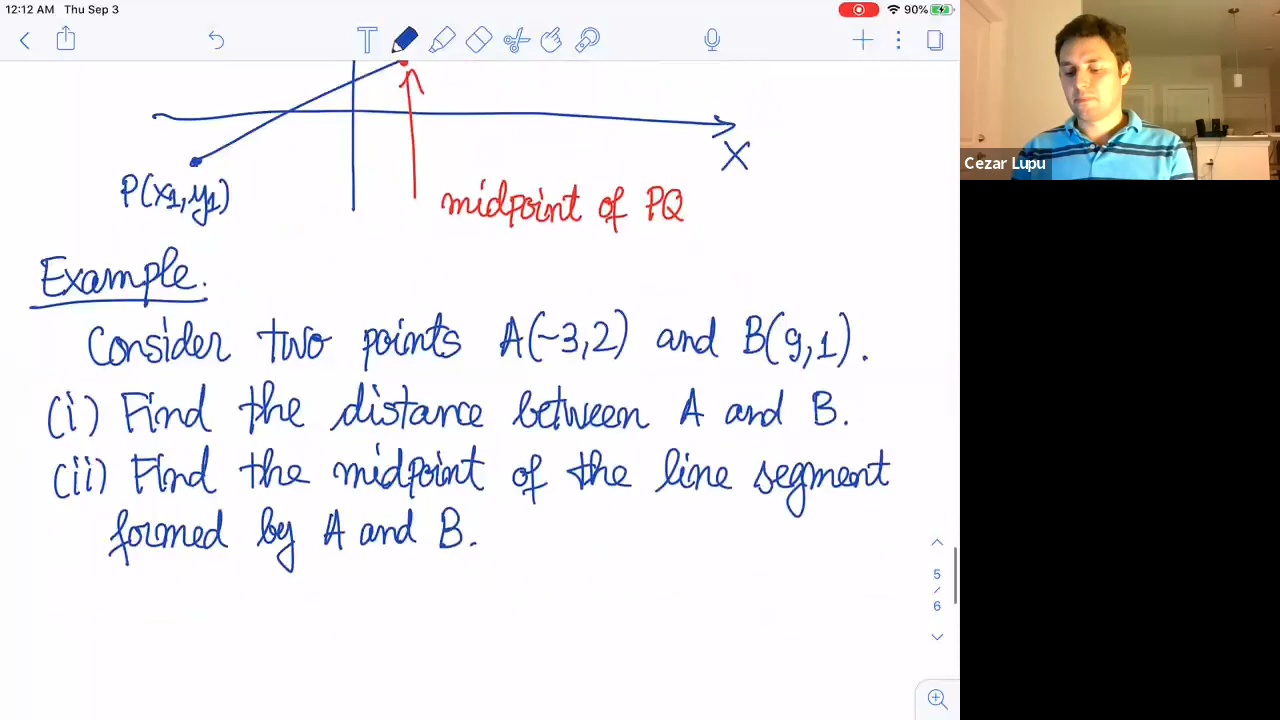 12:12 AM Thu Sep 3
90%
X
P(x1,y1)
midpoint of PQ
Example.
Consider two points A(-3,2) and B(9,1).
(i) Find the distance between A and B.
(ii) Find the midpoint of the line segment
formed by A and B.
5
/
6
Cezar Lupu